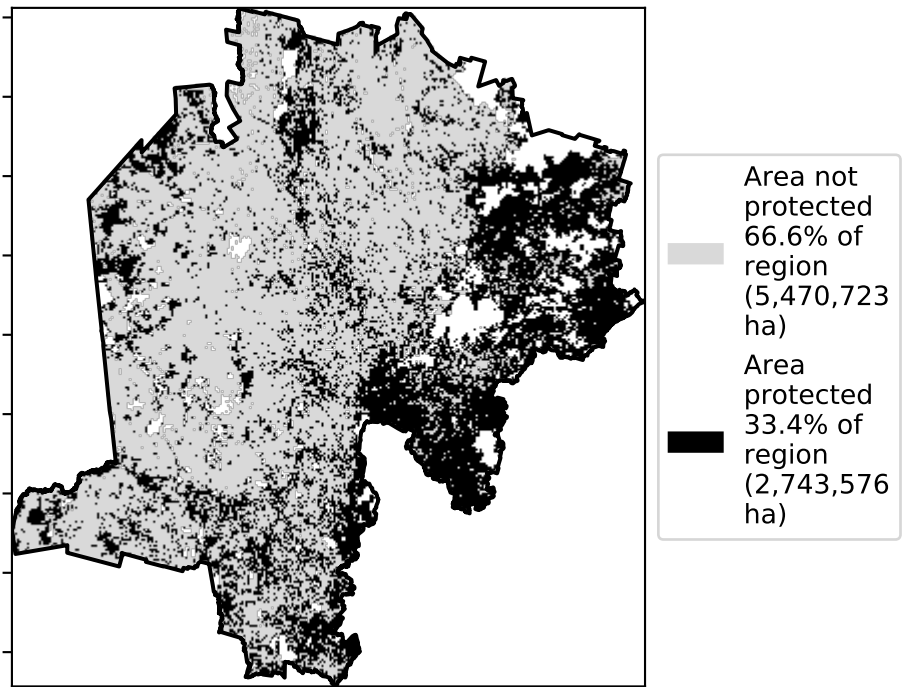 Area not
protected
66.6% of
region
(5,470,723
ha)
Area
protected
33.4% of
region
(2,743,576
ha)